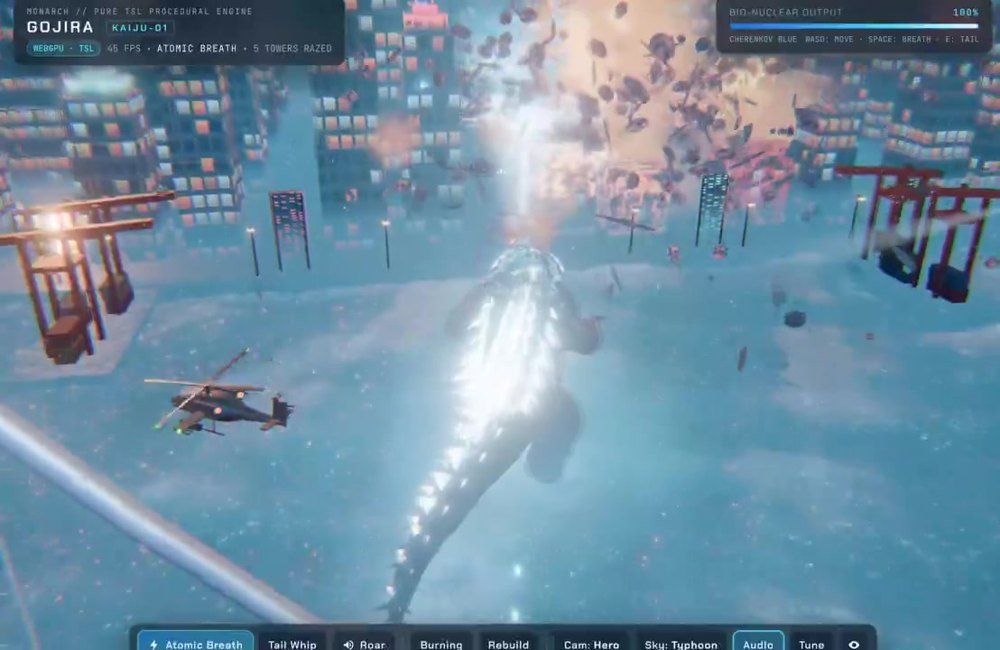 MONARCH // PURE TSL PROCEDURAL ENGINE
GOJIRA KAIJU-01
WEBGPU · TSL 45 FPS · ATOMIC BREATH · 5 TOWERS RAZED
BIO-NUCLEAR OUTPUT 100%
CHERENKOV BLUE WASD: MOVE · SPACE: BREATH · E: TAIL
Atomic Breath Tail Whip Roar Burning Rebuild Cam: Hero Sky: Typhoon Audio Tune